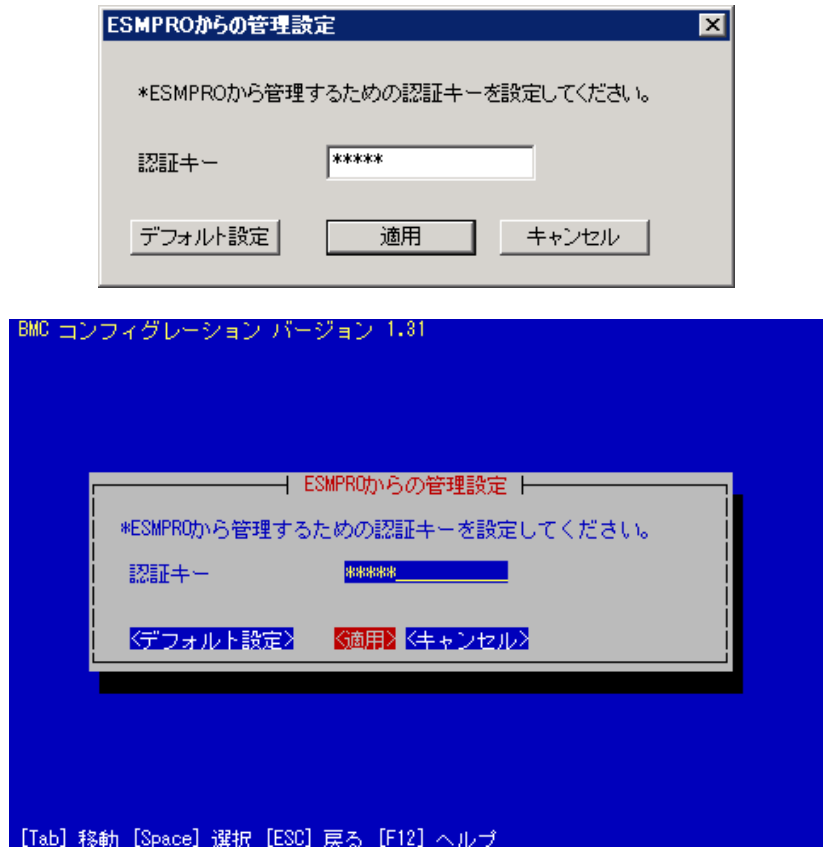 ESMPROからの管理設定
*ESMPROから管理するための認証キーを設定してください。
認証キー *****
デフォルト設定 適用 キャンセル
BMC コンフィグレーション バージョン 1.31
ESMPROからの管理設定
*ESMPROから管理するための認証キーを設定してください。
認証キー *****
<デフォルト設定> <適用> <キャンセル>
[Tab] 移動 [Space] 選択 [ESC] 戻る [F12] ヘルプ